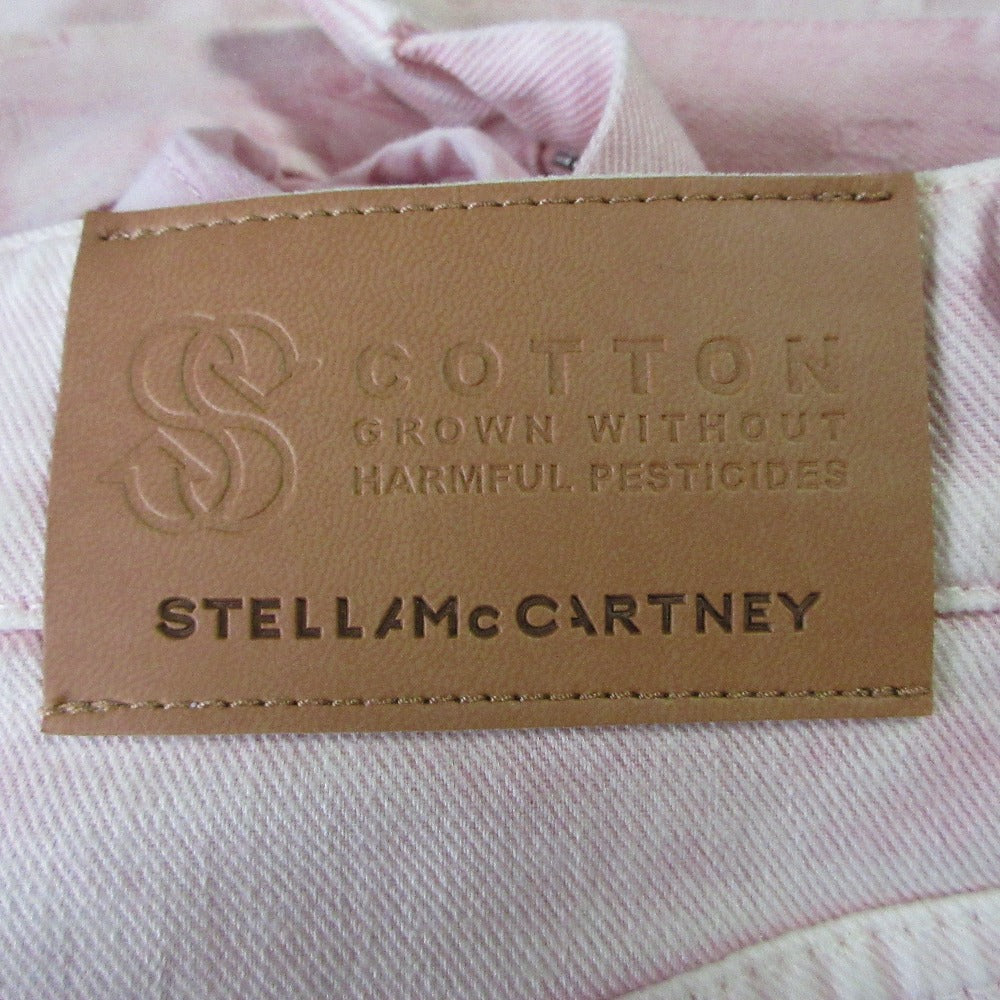 COTTON
GROWN WITHOUT
HARMFUL PESTICIDES
STELLAMcCARTNEY